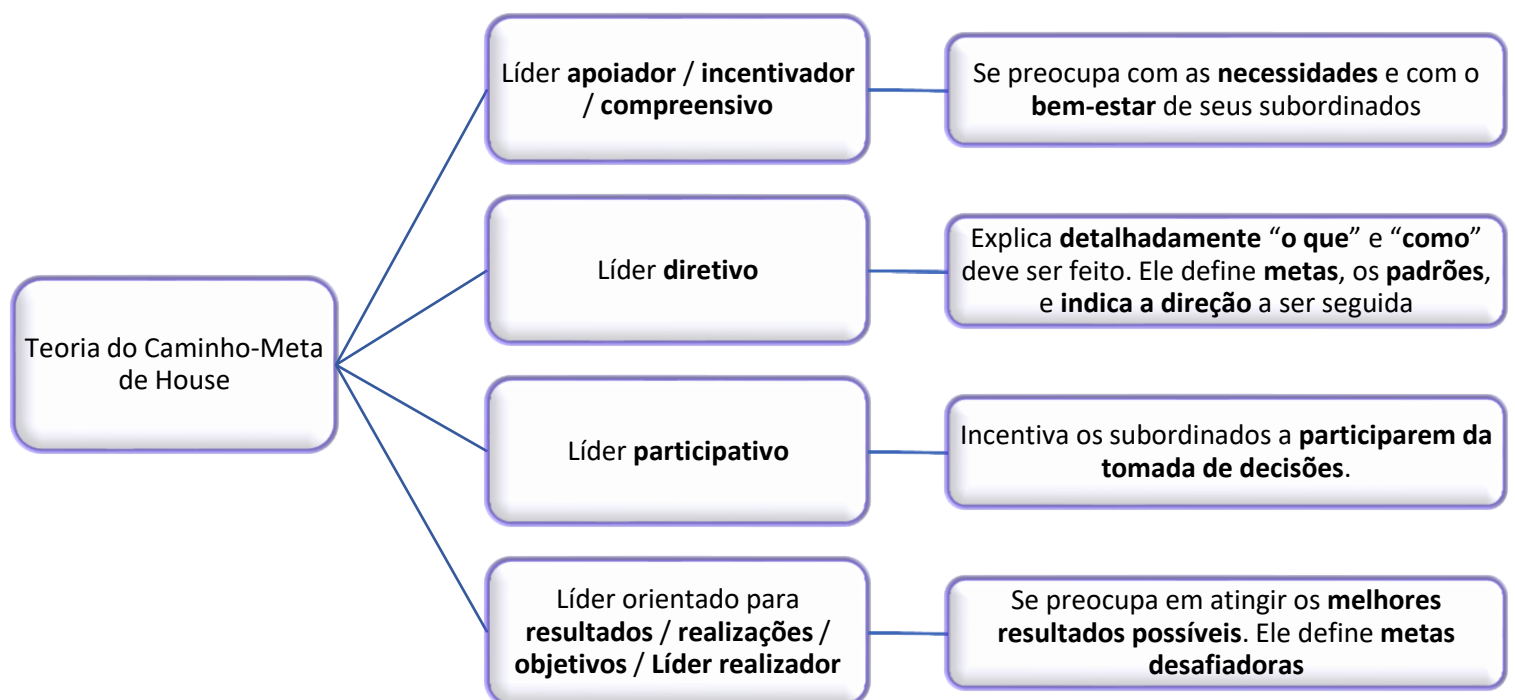 Teoria do Caminho-Meta
de House
Líder apoiador / incentivador
/ compreensivo
Se preocupa com as necessidades e com o
bem-estar de seus subordinados
Líder diretivo
Explica detalhadamente “o que” e “como”
deve ser feito. Ele define metas, os padrões,
e indica a direção a ser seguida
Líder participativo
Incentiva os subordinados a participarem da
tomada de decisões.
Líder orientado para
resultados / realizações /
objetivos / Líder realizador
Se preocupa em atingir os melhores
resultados possíveis. Ele define metas
desafiadoras